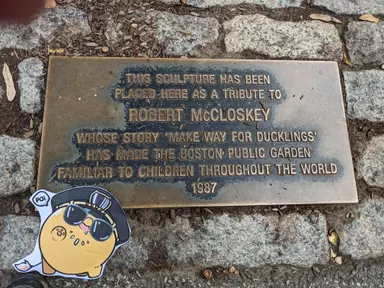 THIS SCULPTURE HAS BEEN
PLACED HERE AS A TRIBUTE TO
ROBERT McCLOSKEY
WHOSE STORY 'MAKE WAY FOR DUCKLINGS'
HAS MADE THE BOSTON PUBLIC GARDEN
FAMILIAR TO CHILDREN THROUGHOUT THE WORLD
1987
POI